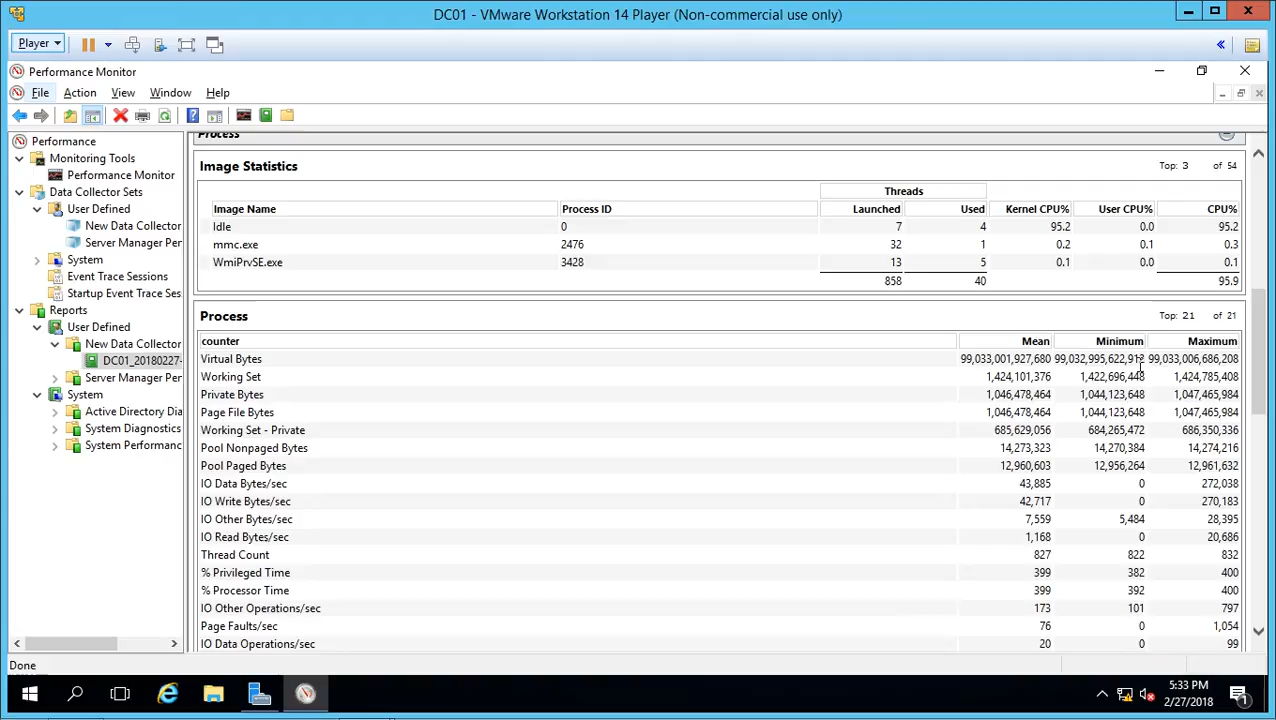 DC01 - VMware Workstation 14 Player (Non-commercial use only)
Player
Performance Monitor
File Action View Window Help
Performance
Monitoring Tools
Performance Monitor
Data Collector Sets
User Defined
New Data Collector
Server Manager Per
System
Event Trace Sessions
Startup Event Trace Ses
Reports
User Defined
New Data Collector
DC01_20180227-
Server Manager Per
System
Active Directory Dia
System Diagnostics
System Performanc
Process
Image Statistics Top: 3 of 54
Threads
Image Name Process ID Launched Used Kernel CPU% User CPU% CPU%
Idle 0 7 4 95.2 0.0 95.2
mmc.exe 2476 32 1 0.2 0.1 0.3
WmiPrvSE.exe 3428 13 5 0.1 0.0 0.1
858 40 95.9
Process Top: 21 of 21
counter Mean Minimum Maximum
Virtual Bytes 99,033,001,927,680 99,032,995,622,912 99,033,006,686,208
Working Set 1,424,101,376 1,422,696,448 1,424,785,408
Private Bytes 1,046,478,464 1,044,123,648 1,047,465,984
Page File Bytes 1,046,478,464 1,044,123,648 1,047,465,984
Working Set - Private 685,629,056 684,265,472 686,350,336
Pool Nonpaged Bytes 14,273,323 14,270,384 14,274,216
Pool Paged Bytes 12,960,603 12,956,264 12,961,632
IO Data Bytes/sec 43,885 0 272,038
IO Write Bytes/sec 42,717 0 270,183
IO Other Bytes/sec 7,559 5,484 28,395
IO Read Bytes/sec 1,168 0 20,686
Thread Count 827 822 832
% Privileged Time 399 382 400
% Processor Time 399 392 400
IO Other Operations/sec 173 101 797
Page Faults/sec 76 0 1,054
IO Data Operations/sec 20 0 99
Done
5:33 PM
2/27/2018
1